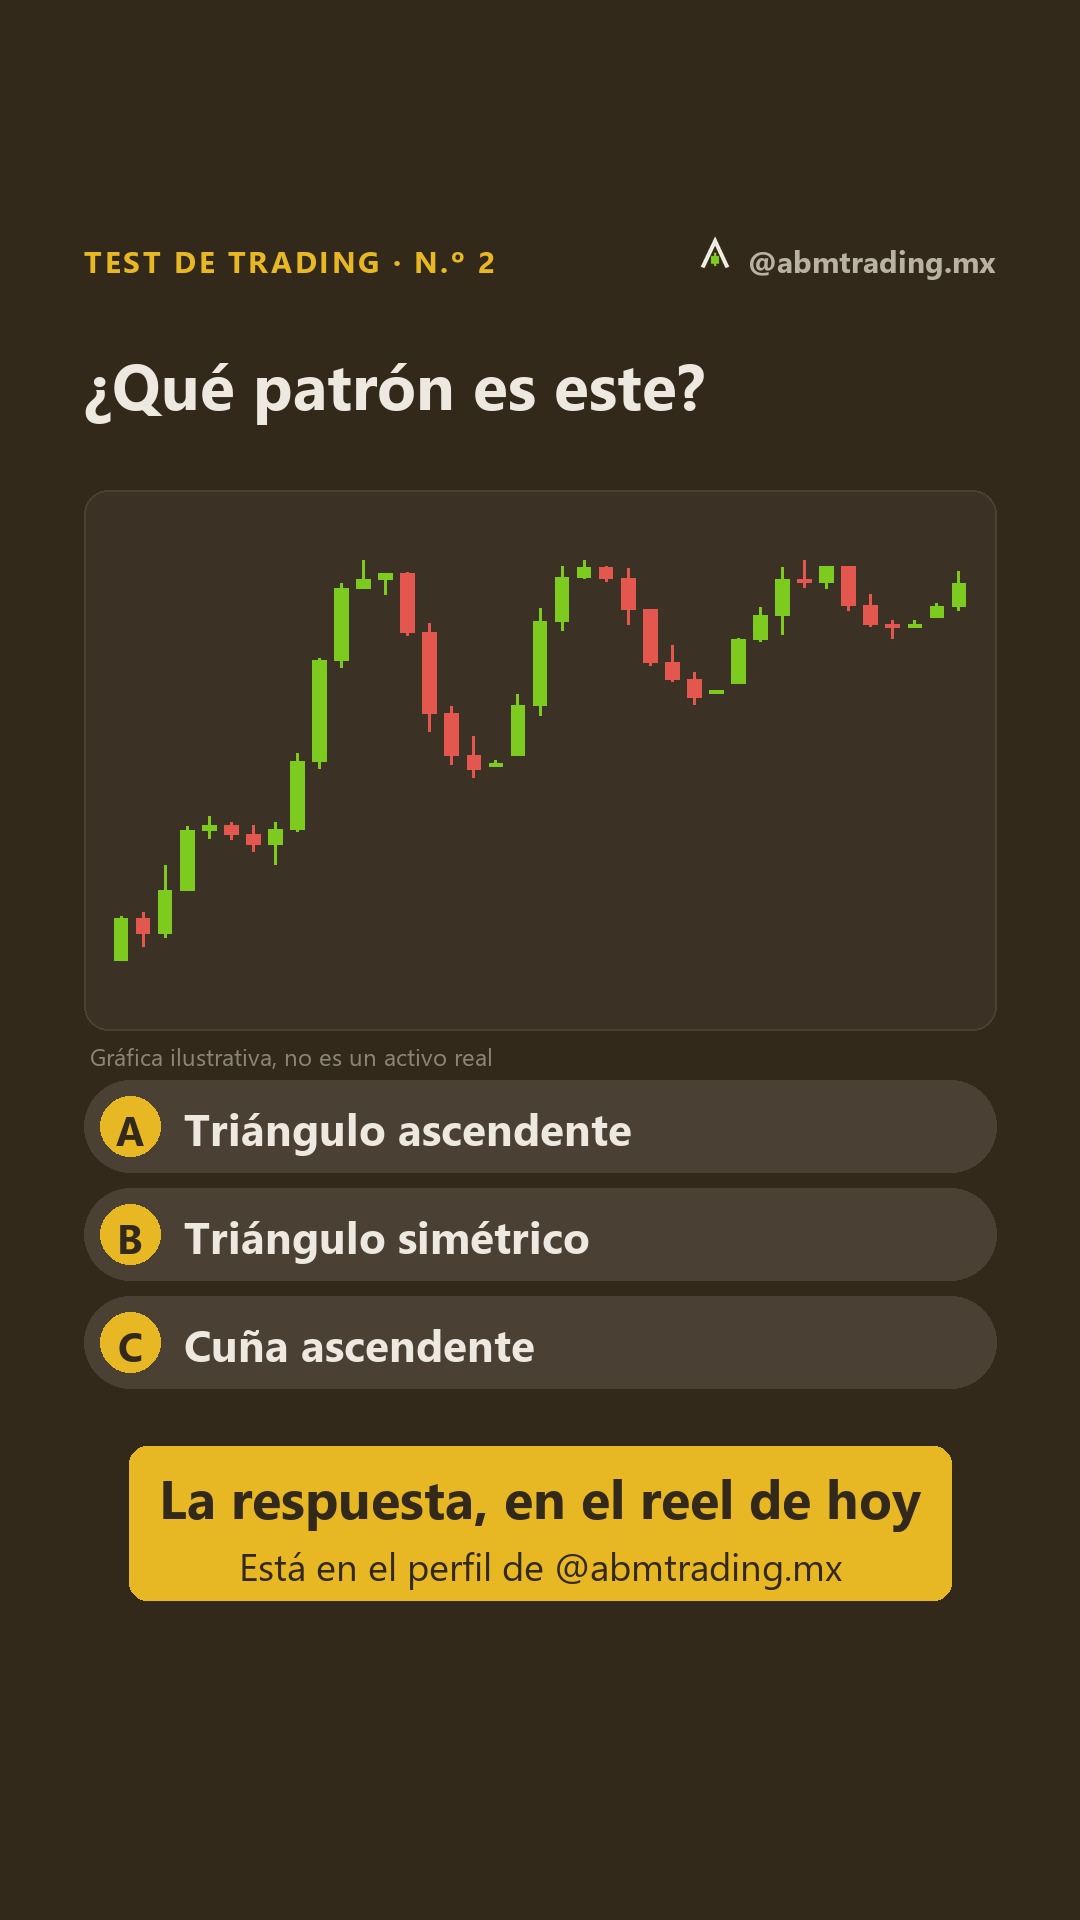 TEST DE TRADING · N.º 2
@abmtrading.mx
¿Qué patrón es este?
Gráfica ilustrativa, no es un activo real
A Triángulo ascendente
B Triángulo simétrico
C Cuña ascendente
La respuesta, en el reel de hoy
Está en el perfil de @abmtrading.mx